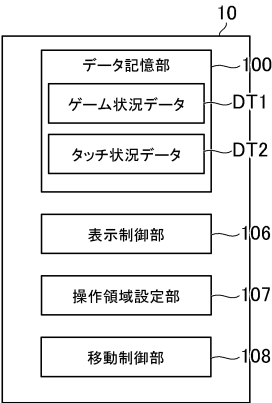 10
データ記憶部 100
ゲーム状況データ DT1
タッチ状況データ DT2
表示制御部 106
操作領域設定部 107
移動制御部 108